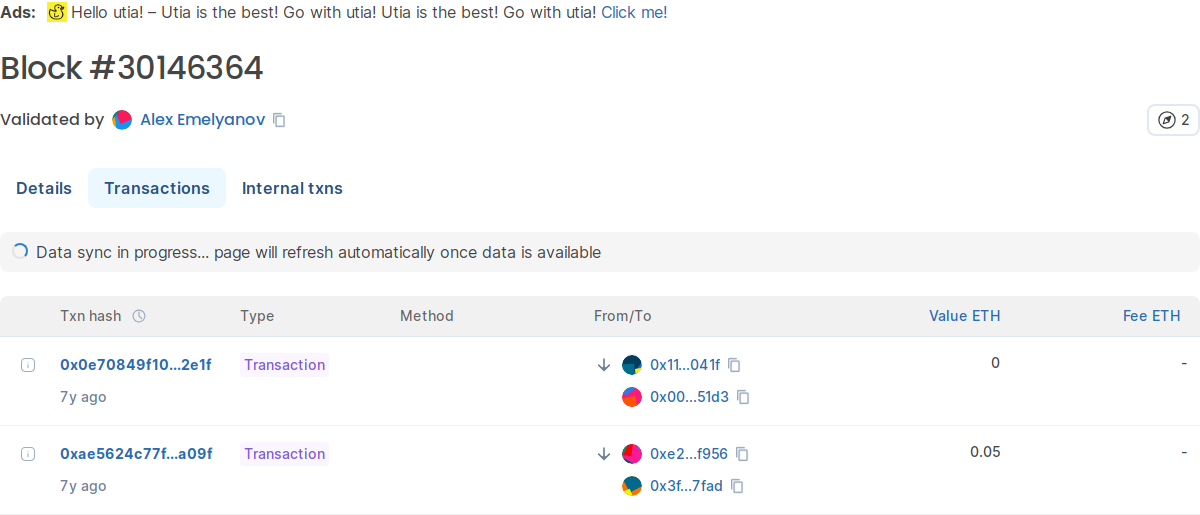 Ads: Hello utia! – Utia is the best! Go with utia! Utia is the best! Go with utia! Click me!
Block #30146364
Validated by Alex Emelyanov
2
Details Transactions Internal txns
Data sync in progress... page will refresh automatically once data is available
Txn hash Type Method From/To Value ETH Fee ETH
0x0e70849f10...2e1f Transaction 0x11...041f 0 -
7y ago 0x00...51d3
0xae5624c77f...a09f Transaction 0xe2...f956 0.05 -
7y ago 0x3f...7fad